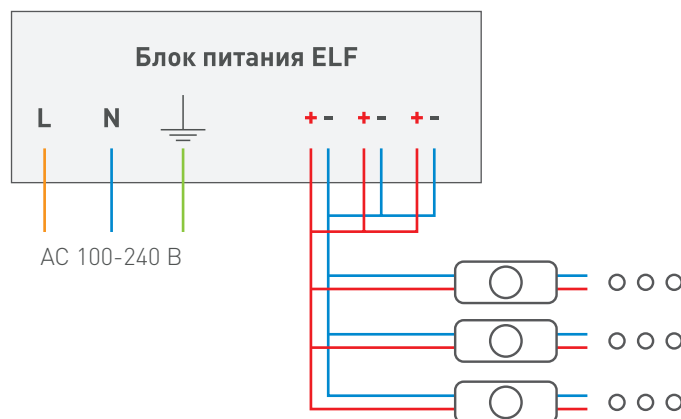 Блок питания ELF
L N + - + - + -
AC 100-240 В